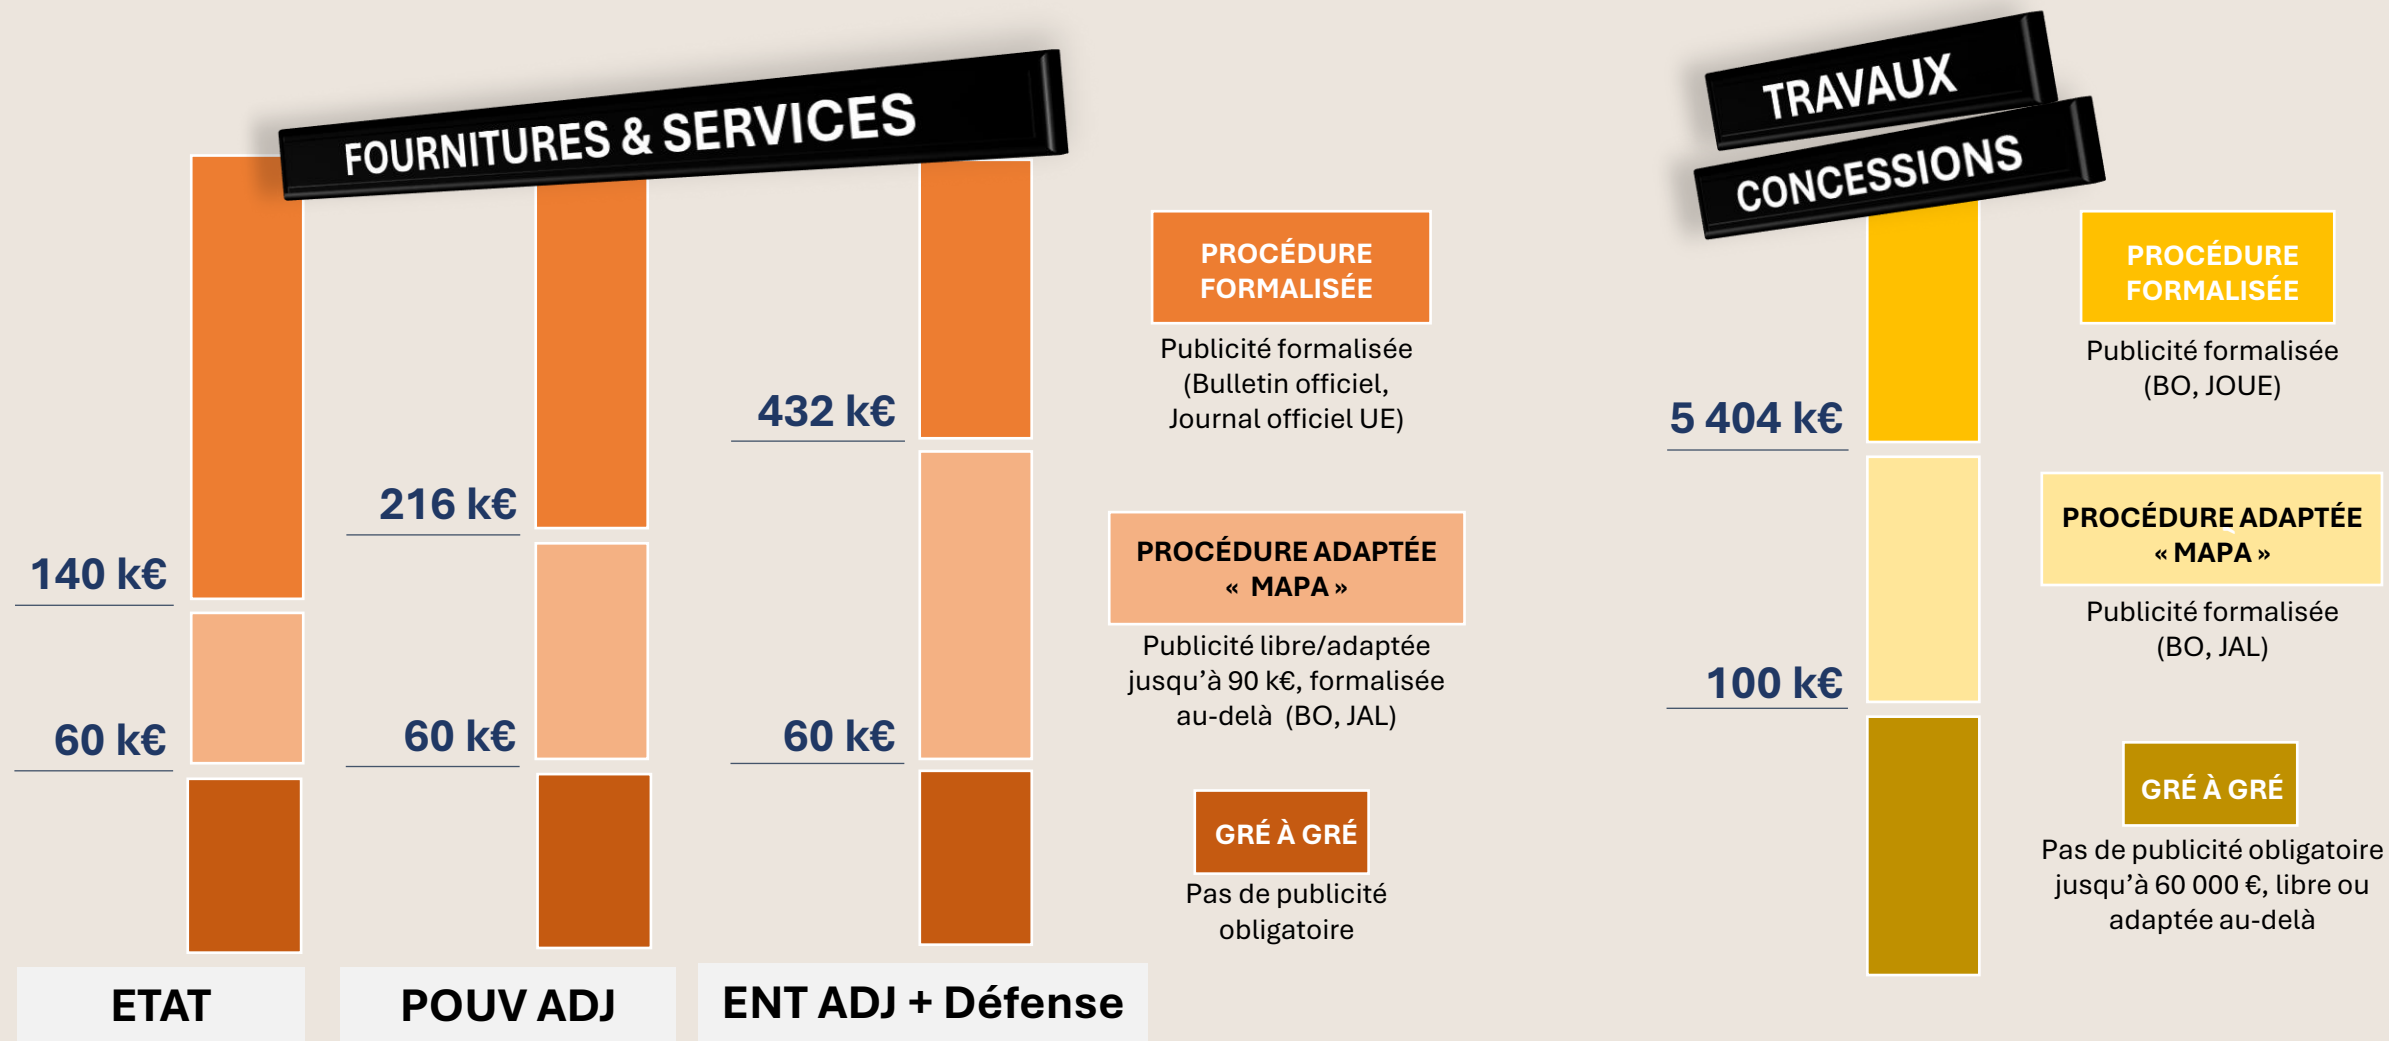 FOURNITURES & SERVICES
TRAVAUX
CONCESSIONS
140 k€
60 k€
ETAT
216 k€
60 k€
POUV ADJ
432 k€
60 k€
ENT ADJ + Défense
PROCÉDURE
FORMALISÉE
Publicité formalisée
(Bulletin officiel,
Journal officiel UE)
PROCÉDURE ADAPTÉE
« MAPA »
Publicité libre/adaptée
jusqu’à 90 k€, formalisée
au-delà (BO, JAL)
GRÉ À GRÉ
Pas de publicité
obligatoire
5 404 k€
100 k€
PROCÉDURE
FORMALISÉE
Publicité formalisée
(BO, JOUE)
PROCÉDURE ADAPTÉE
« MAPA »
Publicité formalisée
(BO, JAL)
GRÉ À GRÉ
Pas de publicité obligatoire
jusqu’à 60 000 €, libre ou
adaptée au-delà